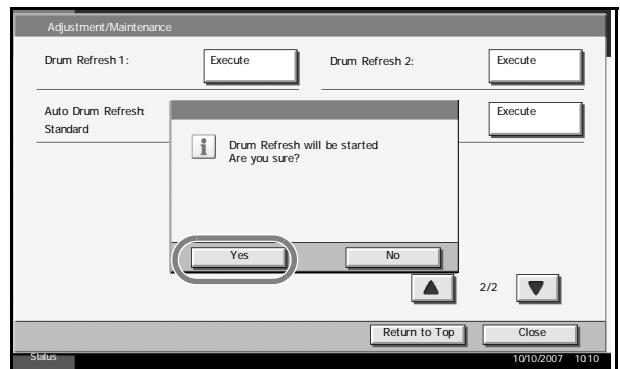 Adjustment/Maintenance
Drum Refresh 1:
Execute
Drum Refresh 2:
Execute
Auto Drum Refresh:
Standard
Execute
Drum Refresh will be started
Are you sure?
Yes
No
2/2
Return to Top
Close
Status
10/10/2007 10:10